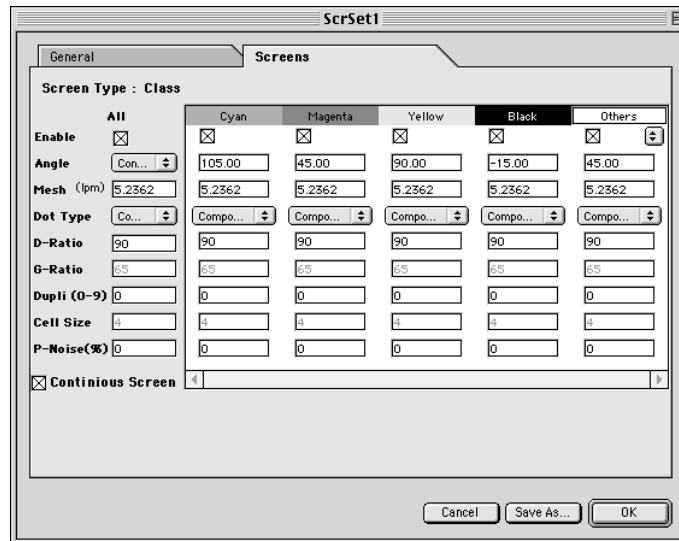 ScrSet1
General Screens
Screen Type : Class
All Cyan Magenta Yellow Black Others
Enable
Angle Con... 105.00 45.00 90.00 -15.00 45.00
Mesh (lpm) 5.2362 5.2362 5.2362 5.2362 5.2362 5.2362
Dot Type Co... Compo... Compo... Compo... Compo... Compo...
D-Ratio 90 90 90 90 90 90
G-Ratio 65 65 65 65 65 65
Dupli (0-9) 0 0 0 0 0 0
Cell Size 4 4 4 4 4 4
P-Noise(%) 0 0 0 0 0 0
Continious Screen
Cancel Save As... OK